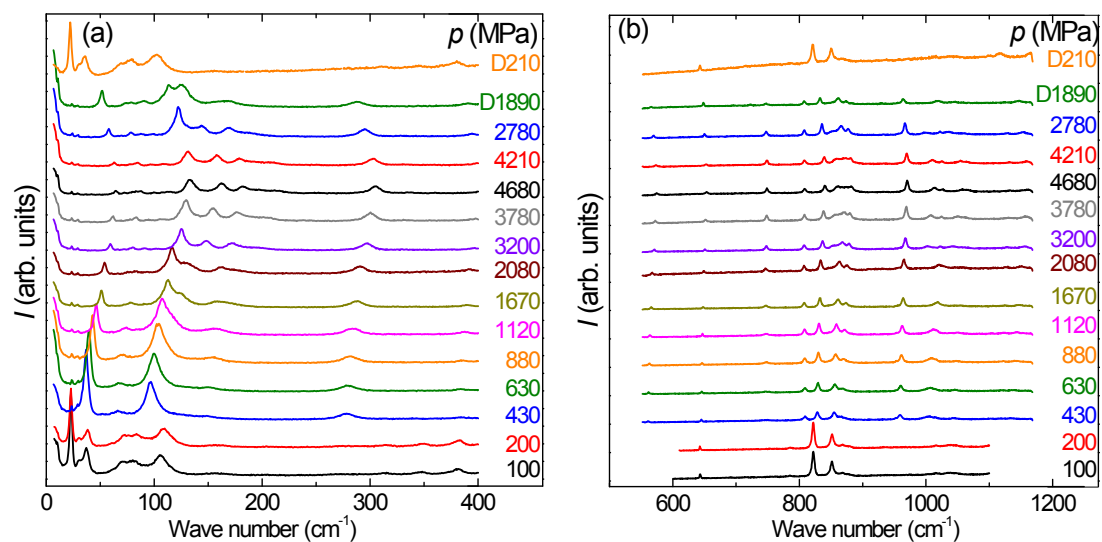 (a)
p (MPa)
D210
D1890
2780
4210
4680
3780
3200
2080
1670
1120
880
630
430
200
100
I (arb. units)
0 100 200 300 400
Wave number (cm⁻¹)
(b)
p (MPa)
D210
D1890
2780
4210
4680
3780
3200
2080
1670
1120
880
630
430
200
100
I (arb. units)
600 800 1000 1200
Wave number (cm⁻¹)